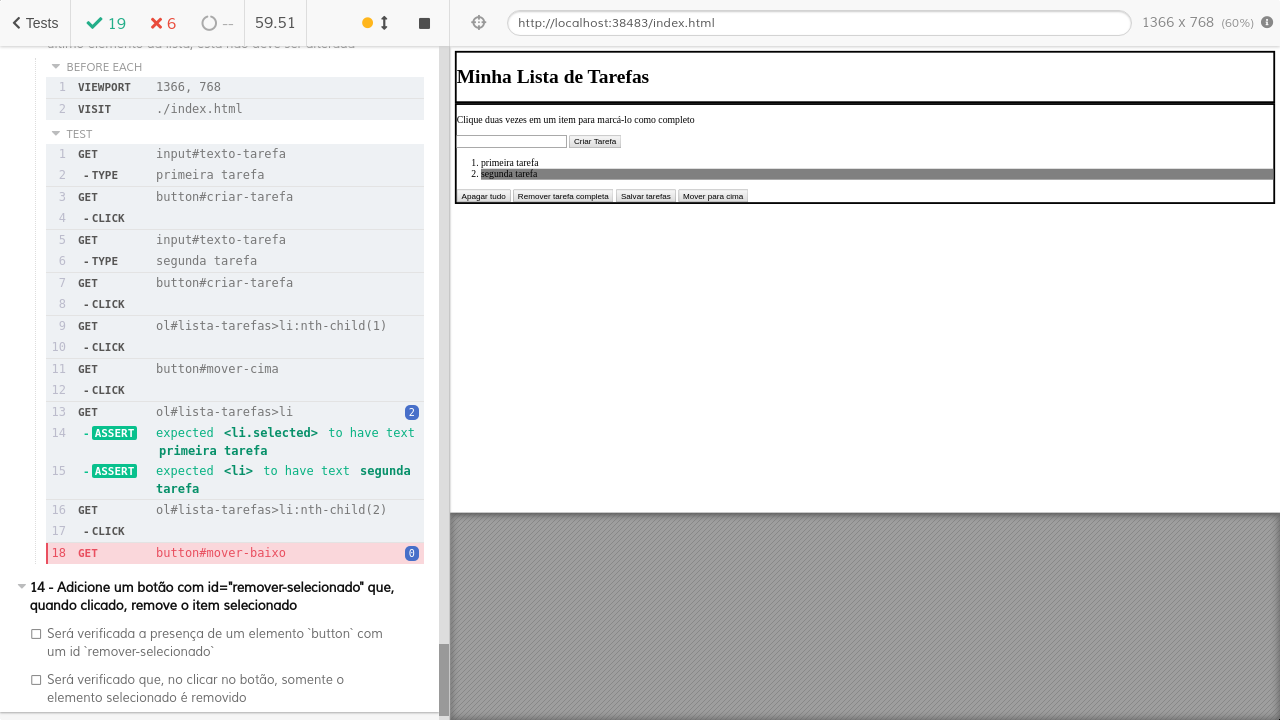 Tests
19
6
--
59.51
http://localhost:38483/index.html
1366 x 768 (60%)
último elemento da lista, esta não deve ser alterada
BEFORE EACH
1 VIEWPORT 1366, 768
2 VISIT ./index.html
TEST
1 GET input#texto-tarefa
2 -TYPE primeira tarefa
3 GET button#criar-tarefa
4 -CLICK
5 GET input#texto-tarefa
6 -TYPE segunda tarefa
7 GET button#criar-tarefa
8 -CLICK
9 GET ol#lista-tarefas>li:nth-child(1)
10 -CLICK
11 GET button#mover-cima
12 -CLICK
13 GET ol#lista-tarefas>li 2
14 -ASSERT expected <li.selected> to have text
primeira tarefa
15 -ASSERT expected <li> to have text segunda
tarefa
16 GET ol#lista-tarefas>li:nth-child(2)
17 -CLICK
18 GET button#mover-baixo 0
14 - Adicione um botão com id="remover-selecionado" que,
quando clicado, remove o item selecionado
Será verificada a presença de um elemento `button` com
um id `remover-selecionado`
Será verificado que, no clicar no botão, somente o
elemento selecionado é removido
Minha Lista de Tarefas
Clique duas vezes em um item para marcá-lo como completo
Criar Tarefa
1. primeira tarefa
2. segunda tarefa
Apagar tudo Remover tarefa completa Salvar tarefas Mover para cima